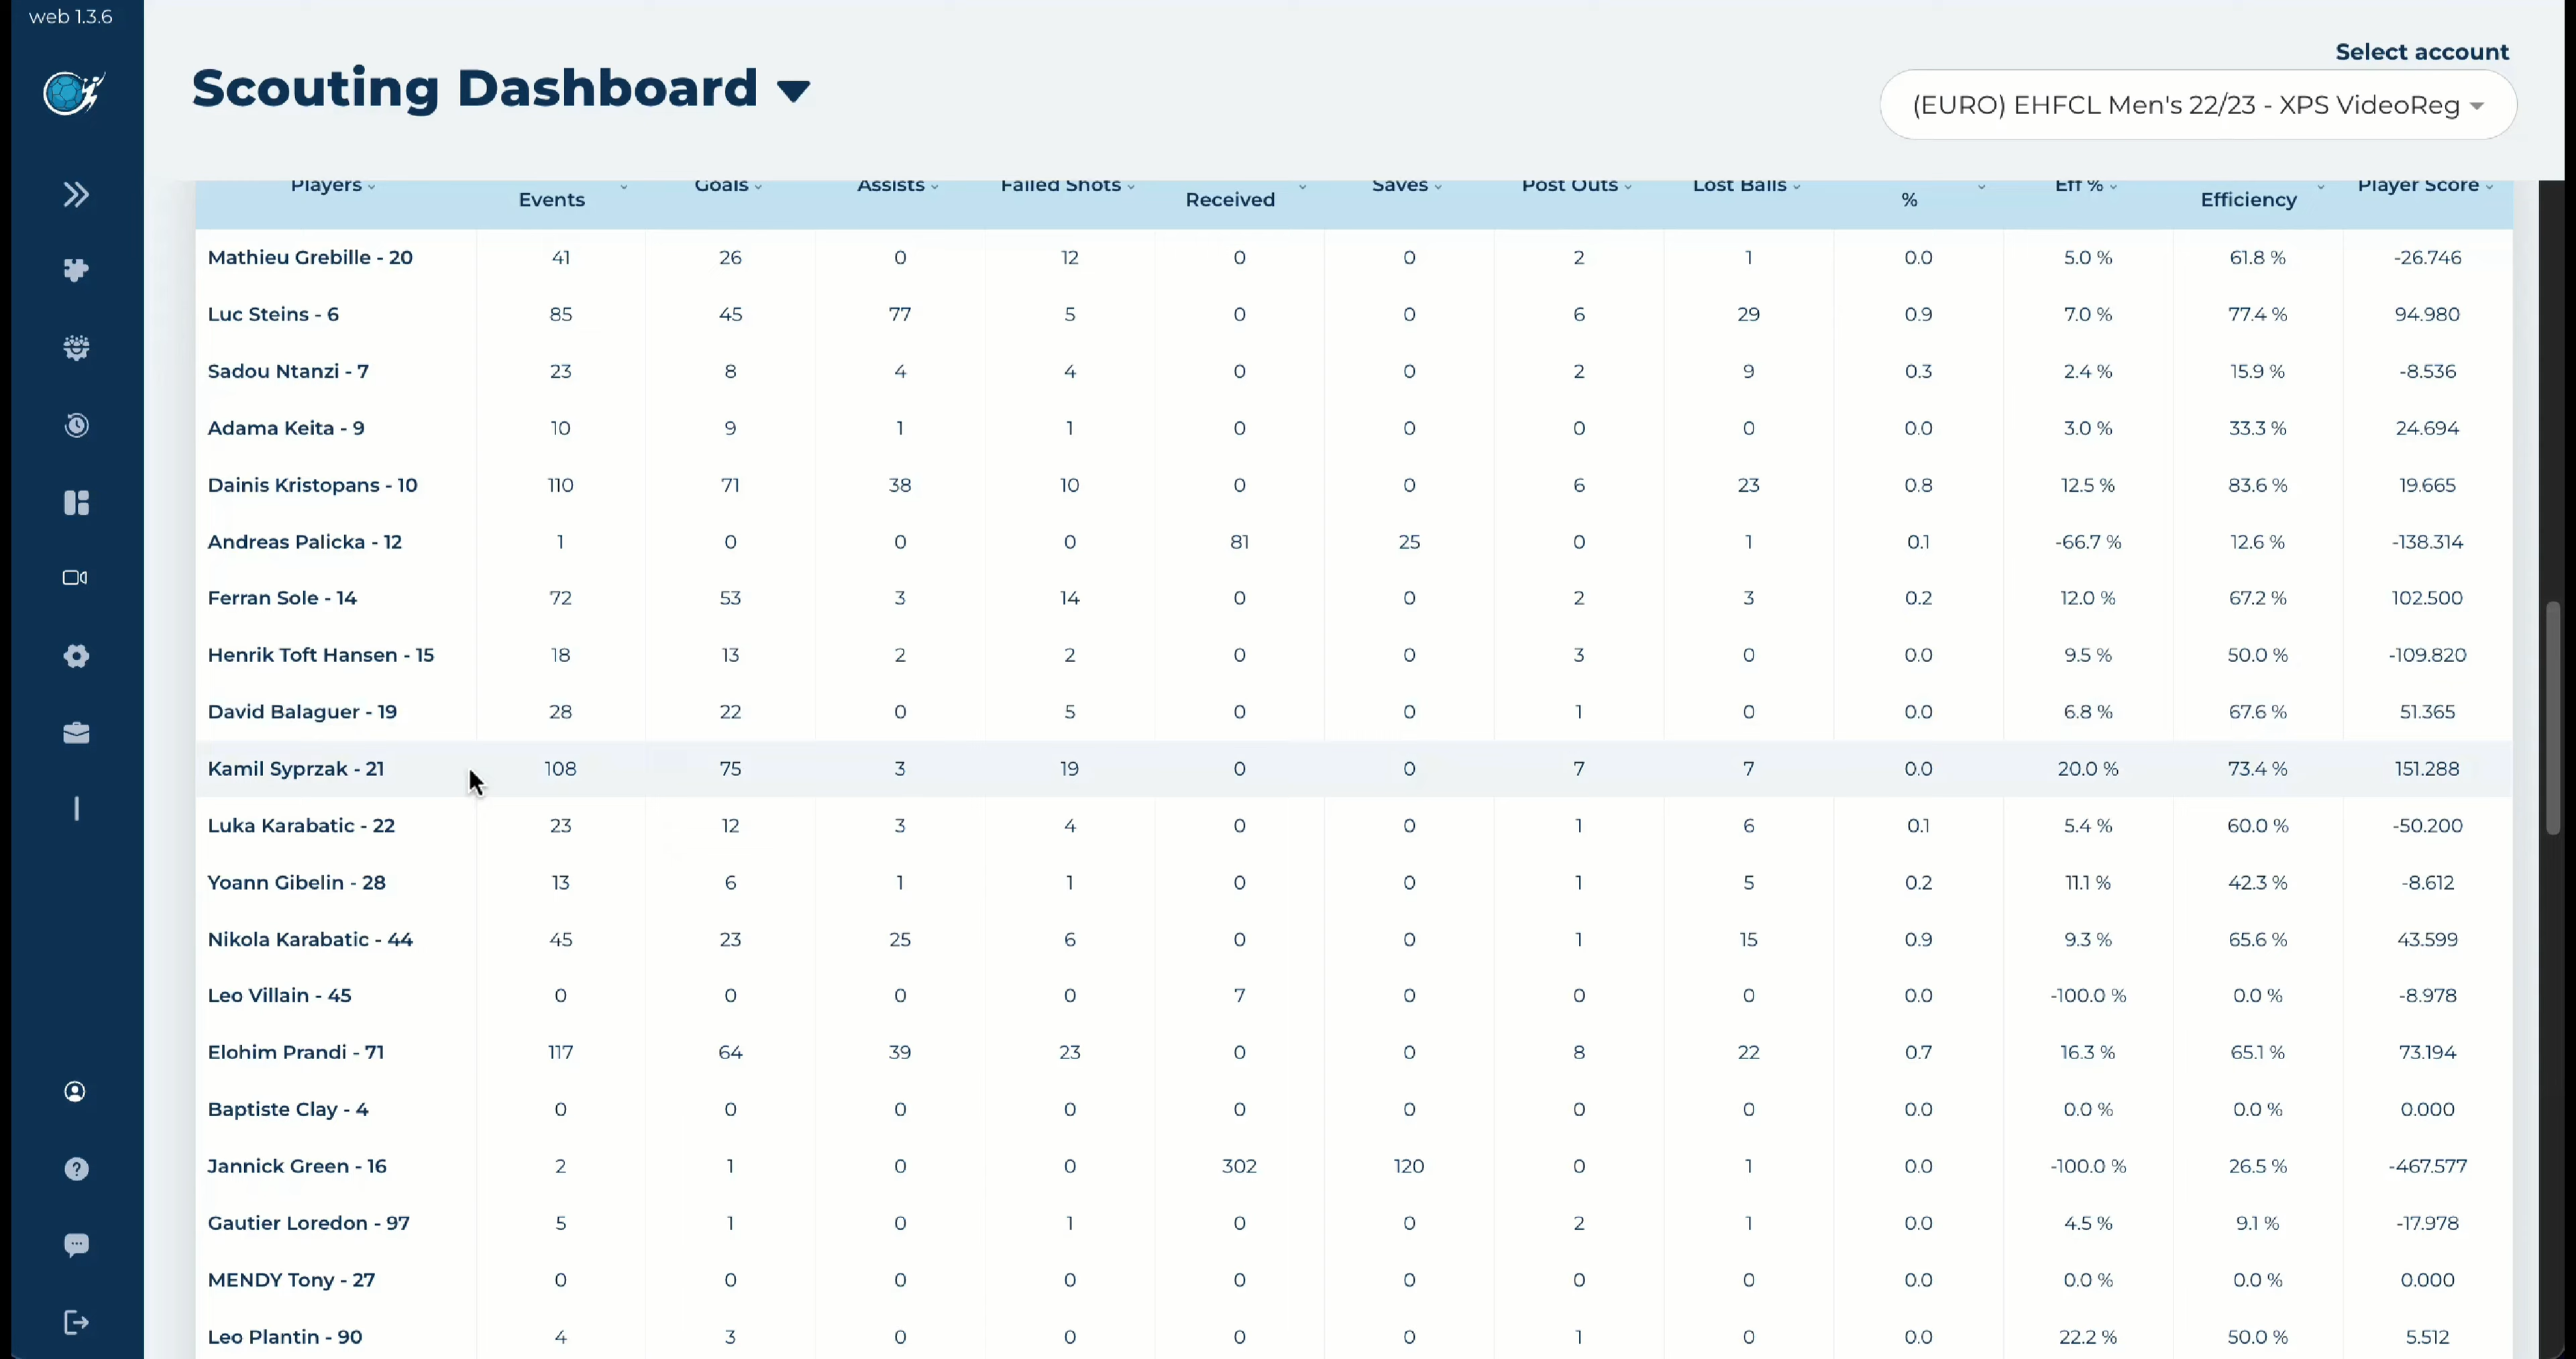 web 1.3.6
Scouting Dashboard
Select account
(EURO) EHFCL Men's 22/23 - XPS VideoReg
Players Events Goals Assists Failed Shots Received Saves Post Outs Lost Balls % Eff % Efficiency Player Score
Mathieu Grebille - 20 41 26 0 12 0 0 2 1 0.0 5.0 % 61.8 % -26.746
Luc Steins - 6 85 45 77 5 0 0 6 29 0.9 7.0 % 77.4 % 94.980
Sadou Ntanzi - 7 23 8 4 4 0 0 2 9 0.3 2.4 % 15.9 % -8.536
Adama Keita - 9 10 9 1 1 0 0 0 0 0.0 3.0 % 33.3 % 24.694
Dainis Kristopans - 10 110 71 38 10 0 0 6 23 0.8 12.5 % 83.6 % 19.665
Andreas Palicka - 12 1 0 0 0 81 25 0 1 0.1 -66.7 % 12.6 % -138.314
Ferran Sole - 14 72 53 3 14 0 0 2 3 0.2 12.0 % 67.2 % 102.500
Henrik Toft Hansen - 15 18 13 2 2 0 0 3 0 0.0 9.5 % 50.0 % -109.820
David Balaguer - 19 28 22 0 5 0 0 1 0 0.0 6.8 % 67.6 % 51.365
Kamil Syprzak - 21 108 75 3 19 0 0 7 7 0.0 20.0 % 73.4 % 151.288
Luka Karabatic - 22 23 12 3 4 0 0 1 6 0.1 5.4 % 60.0 % -50.200
Yoann Gibelin - 28 13 6 1 1 0 0 1 5 0.2 11.1 % 42.3 % -8.612
Nikola Karabatic - 44 45 23 25 6 0 0 1 15 0.9 9.3 % 65.6 % 43.599
Leo Villain - 45 0 0 0 0 7 0 0 0 0.0 -100.0 % 0.0 % -8.978
Elohim Prandi - 71 117 64 39 23 0 0 8 22 0.7 16.3 % 65.1 % 73.194
Baptiste Clay - 4 0 0 0 0 0 0 0 0 0.0 0.0 % 0.0 % 0.000
Jannick Green - 16 2 1 0 0 302 120 0 1 0.0 -100.0 % 26.5 % -467.577
Gautier Loredon - 97 5 1 0 1 0 0 2 1 0.0 4.5 % 9.1 % -17.978
MENDY Tony - 27 0 0 0 0 0 0 0 0 0.0 0.0 % 0.0 % 0.000
Leo Plantin - 90 4 3 0 0 0 0 1 0 0.0 22.2 % 50.0 % 5.512